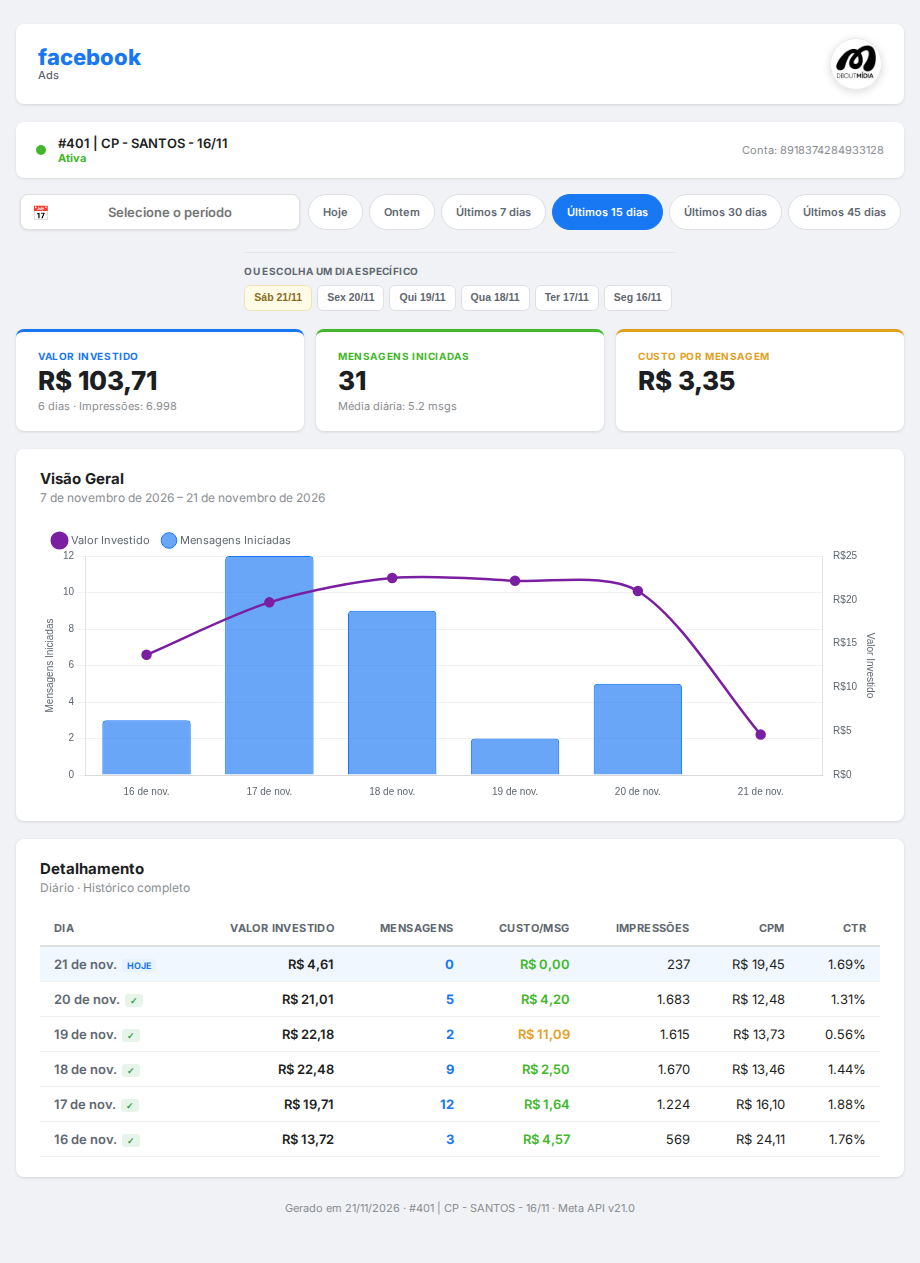 facebook
Ads
DBOUTMÍDIA
#401 | CP - SANTOS - 16/11
Ativa
Conta: 8918374284933128
Selecione o período
Hoje
Ontem
Últimos 7 dias
Últimos 15 dias
Últimos 30 dias
Últimos 45 dias
OU ESCOLHA UM DIA ESPECÍFICO
Sáb 21/11
Sex 20/11
Qui 19/11
Qua 18/11
Ter 17/11
Seg 16/11
VALOR INVESTIDO
R$ 103,71
6 dias · Impressões: 6.998
MENSAGENS INICIADAS
31
Média diária: 5.2 msgs
CUSTO POR MENSAGEM
R$ 3,35
Visão Geral
7 de novembro de 2026 – 21 de novembro de 2026
Valor Investido
Mensagens Iniciadas
12
10
8
6
4
2
0
Mensagens Iniciadas
R$25
R$20
R$15
R$10
R$5
R$0
Valor Investido
16 de nov.
17 de nov.
18 de nov.
19 de nov.
20 de nov.
21 de nov.
Detalhamento
Diário · Histórico completo
DIA VALOR INVESTIDO MENSAGENS CUSTO/MSG IMPRESSÕES CPM CTR
21 de nov. HOJE R$ 4,61 0 R$ 0,00 237 R$ 19,45 1.69%
20 de nov. ✓ R$ 21,01 5 R$ 4,20 1.683 R$ 12,48 1.31%
19 de nov. ✓ R$ 22,18 2 R$ 11,09 1.615 R$ 13,73 0.56%
18 de nov. ✓ R$ 22,48 9 R$ 2,50 1.670 R$ 13,46 1.44%
17 de nov. ✓ R$ 19,71 12 R$ 1,64 1.224 R$ 16,10 1.88%
16 de nov. ✓ R$ 13,72 3 R$ 4,57 569 R$ 24,11 1.76%
Gerado em 21/11/2026 · #401 | CP - SANTOS - 16/11 · Meta API v21.0